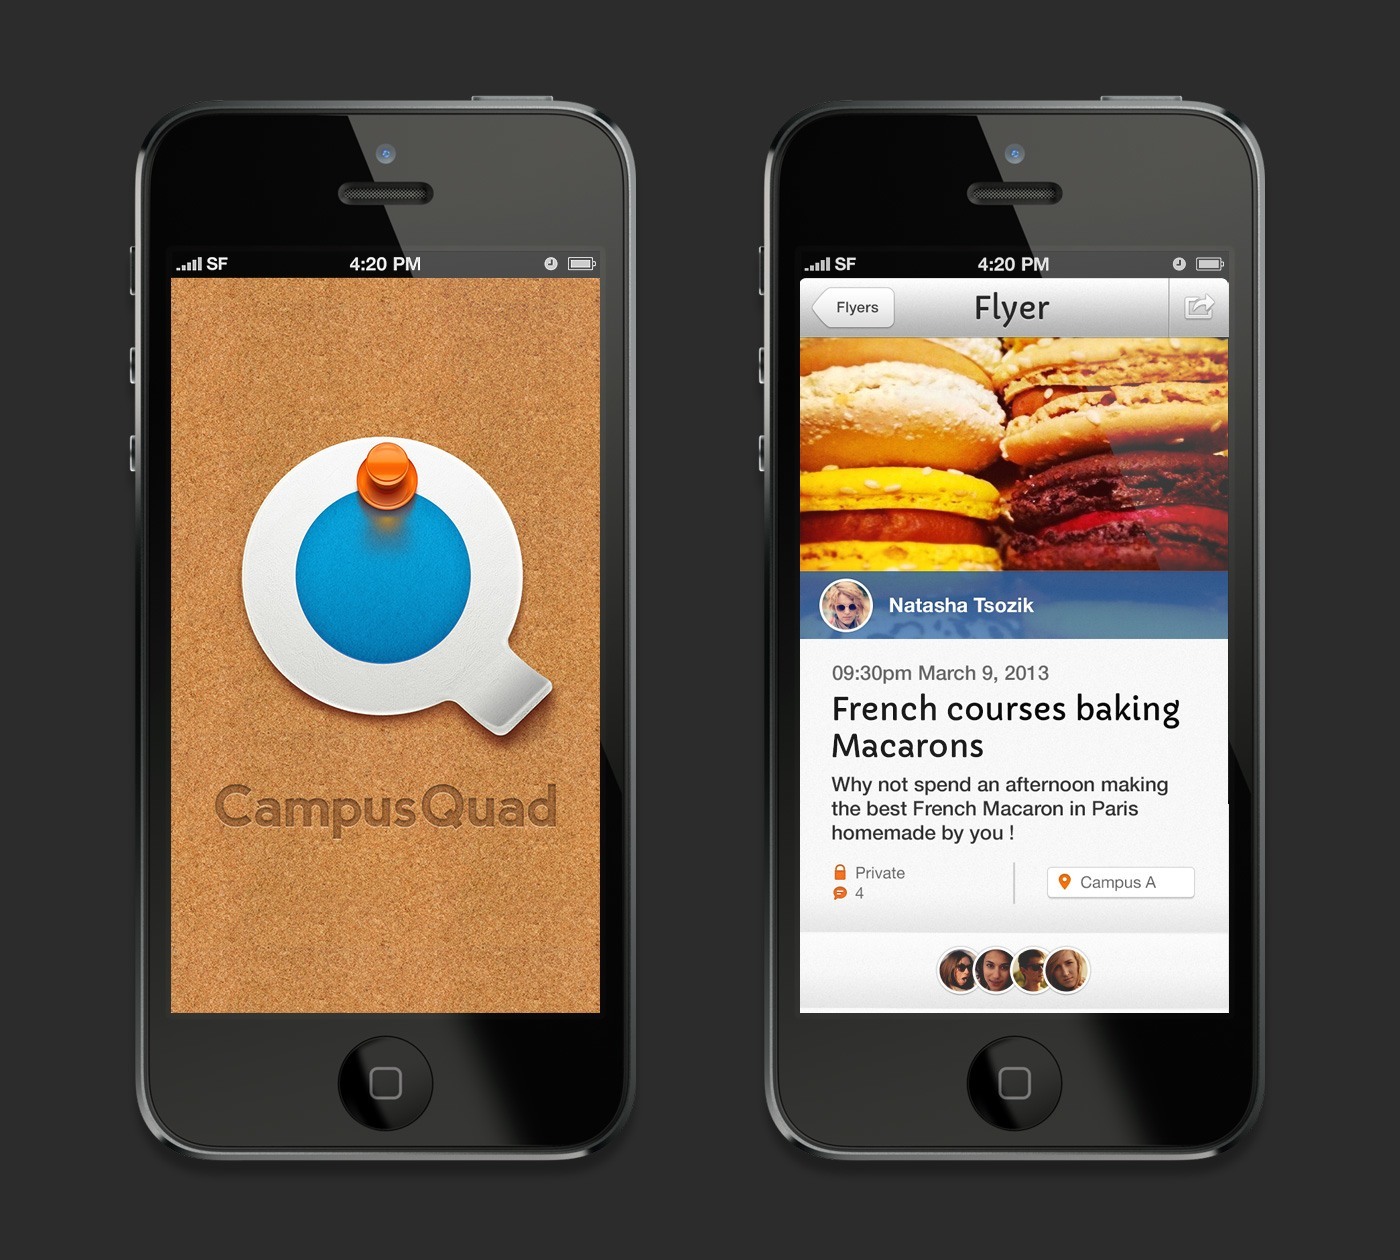 SF 4:20 PM
CampusQuad
SF 4:20 PM
Flyers Flyer
Natasha Tsozik
09:30pm March 9, 2013
French courses baking
Macarons
Why not spend an afternoon making
the best French Macaron in Paris
homemade by you !
Private
4
Campus A